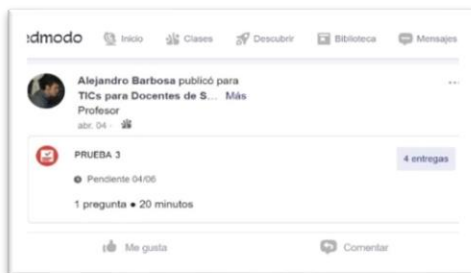 edmodo Inicio Clases Descubrir Biblioteca Mensajes
Alejandro Barbosa publicó para
TICs para Docentes de S... Más
Profesor
abr. 04 ·
PRUEBA 3
4 entregas
Pendiente 04/06
1 pregunta ● 20 minutos
Me gusta Comentar